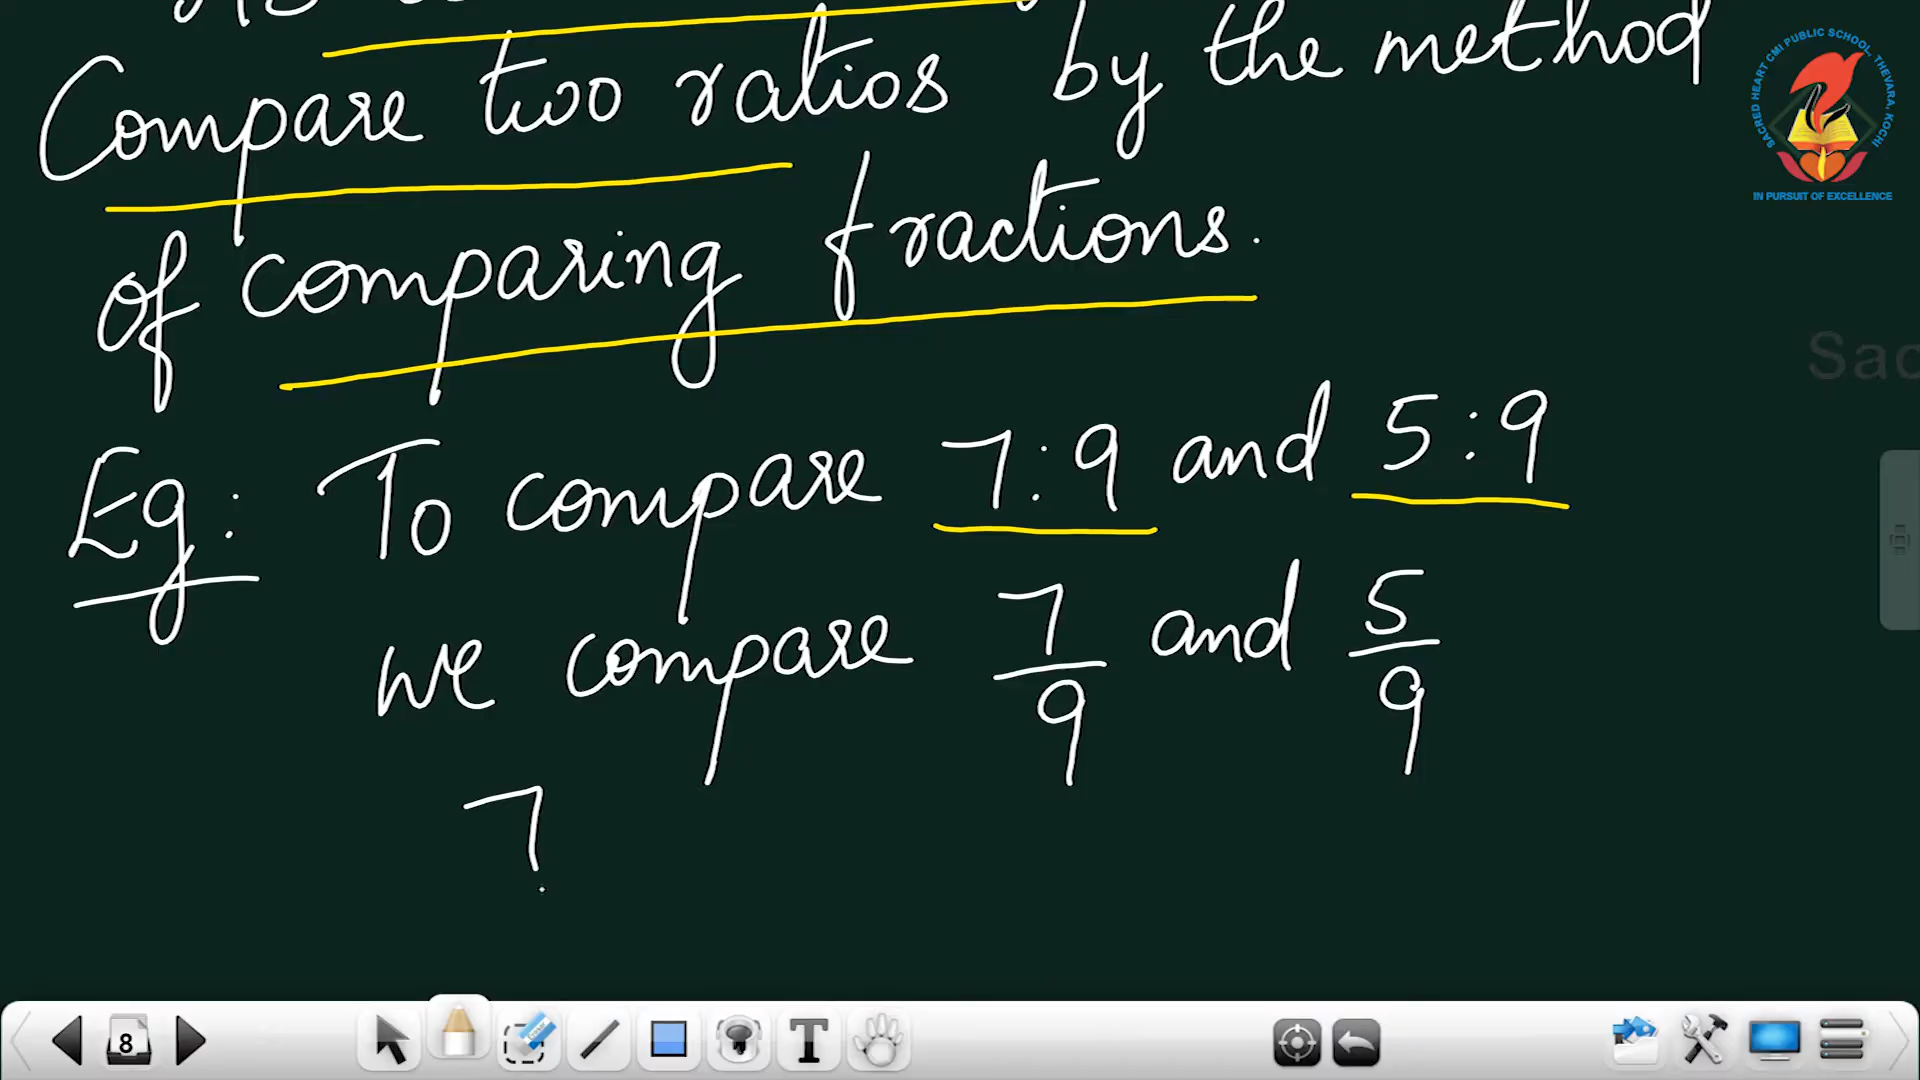 Compare two ratios by the method
of comparing fractions.
Eg: To compare 7:9 and 5:9
we compare 7/9 and 5/9
7
SACRED HEART CMI PUBLIC SCHOOL, THEVARA, KOCHI
IN PURSUIT OF EXCELLENCE
Sac
8
T